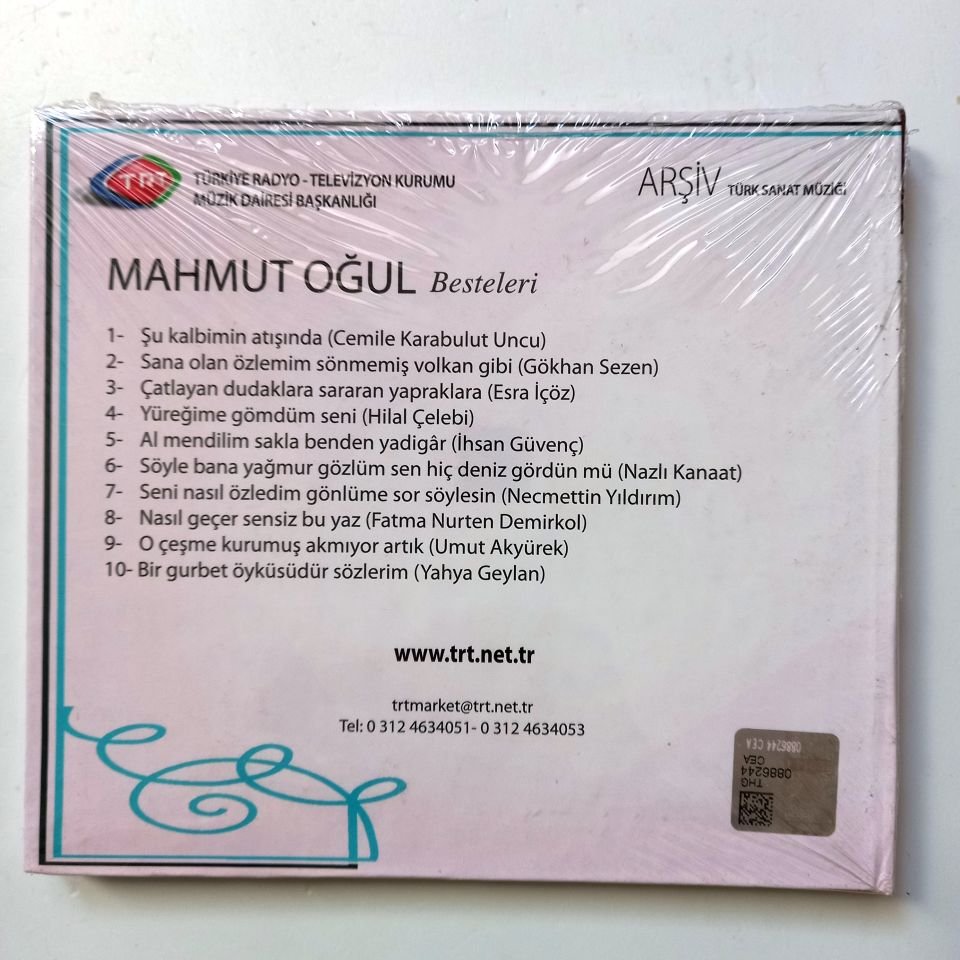 TRT
TÜRKİYE RADYO - TELEVİZYON KURUMU
MÜZİK DAİRESİ BAŞKANLIĞI
ARŞİV TÜRK SANAT MÜZİĞİ
MAHMUT OĞUL Besteleri
1- Şu kalbimin atışında (Cemile Karabulut Uncu)
2- Sana olan özlemim sönmemiş volkan gibi (Gökhan Sezen)
3- Çatlayan dudaklara sararan yapraklara (Esra İçöz)
4- Yüreğime gömdüm seni (Hilal Çelebi)
5- Al mendilim sakla benden yadigâr (İhsan Güvenç)
6- Söyle bana yağmur gözlüm sen hiç deniz gördün mü (Nazlı Kanaat)
7- Seni nasıl özledim gönlüme sor söylesin (Necmettin Yıldırım)
8- Nasıl geçer sensiz bu yaz (Fatma Nurten Demirkol)
9- O çeşme kurumuş akmıyor artık (Umut Akyürek)
10- Bir gurbet öyküsüdür sözlerim (Yahya Geylan)
www.trt.net.tr
trtmarket@trt.net.tr
Tel: 0 312 4634051- 0 312 4634053
0886244 CEA
THG
0886244
CEA